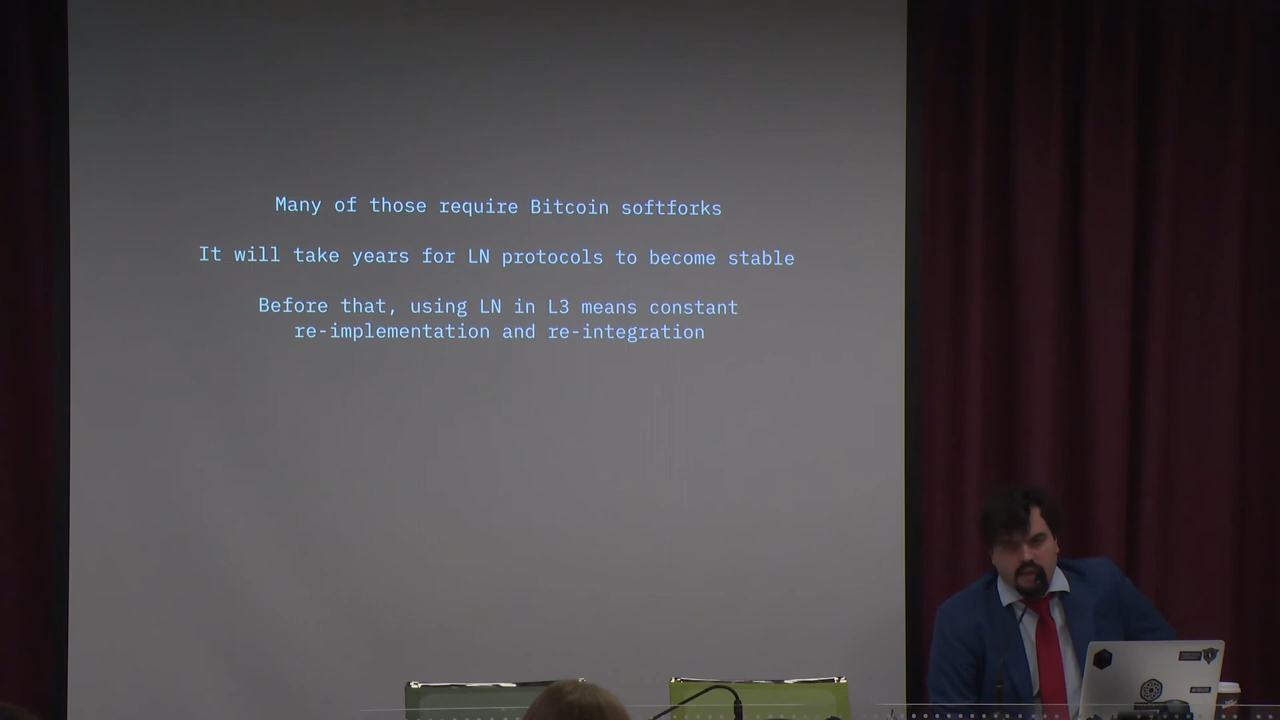 Many of those require Bitcoin softforks
It will take years for LN protocols to become stable
Before that, using LN in L3 means constant
re-implementation and re-integration